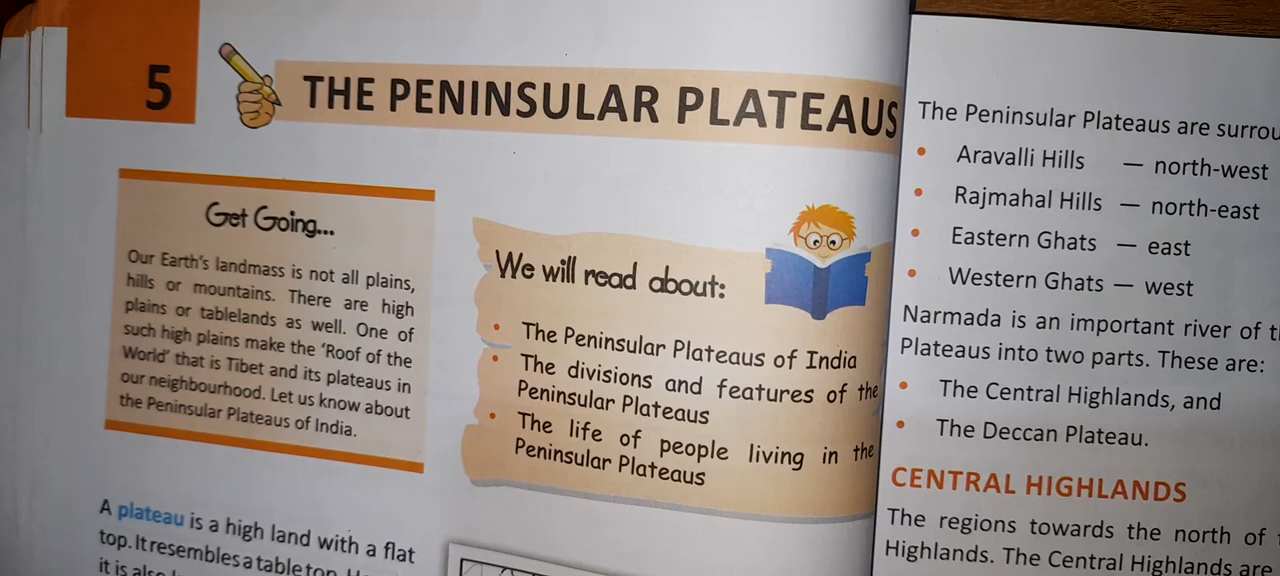 5
THE PENINSULAR PLATEAUS
Get Going...
Our Earth's landmass is not all plains,
hills or mountains. There are high
plains or tablelands as well. One of
such high plains make the 'Roof of the
World' that is Tibet and its plateaus in
our neighbourhood. Let us know about
the Peninsular Plateaus of India.
We will read about:
• The Peninsular Plateaus of India
• The divisions and features of the
Peninsular Plateaus
• The life of people living in the
Peninsular Plateaus
A plateau is a high land with a flat
top. It resembles a table top.
it is
The Peninsular Plateaus are
• Aravalli Hills — north-west
• Rajmahal Hills — north-east
• Eastern Ghats — east
• Western Ghats — west
Narmada is an important river of
Plateaus into two parts. These are:
• The Central Highlands, and
• The Deccan Plateau.
CENTRAL HIGHLANDS
The regions towards the north of
Highlands. The Central Highlands are